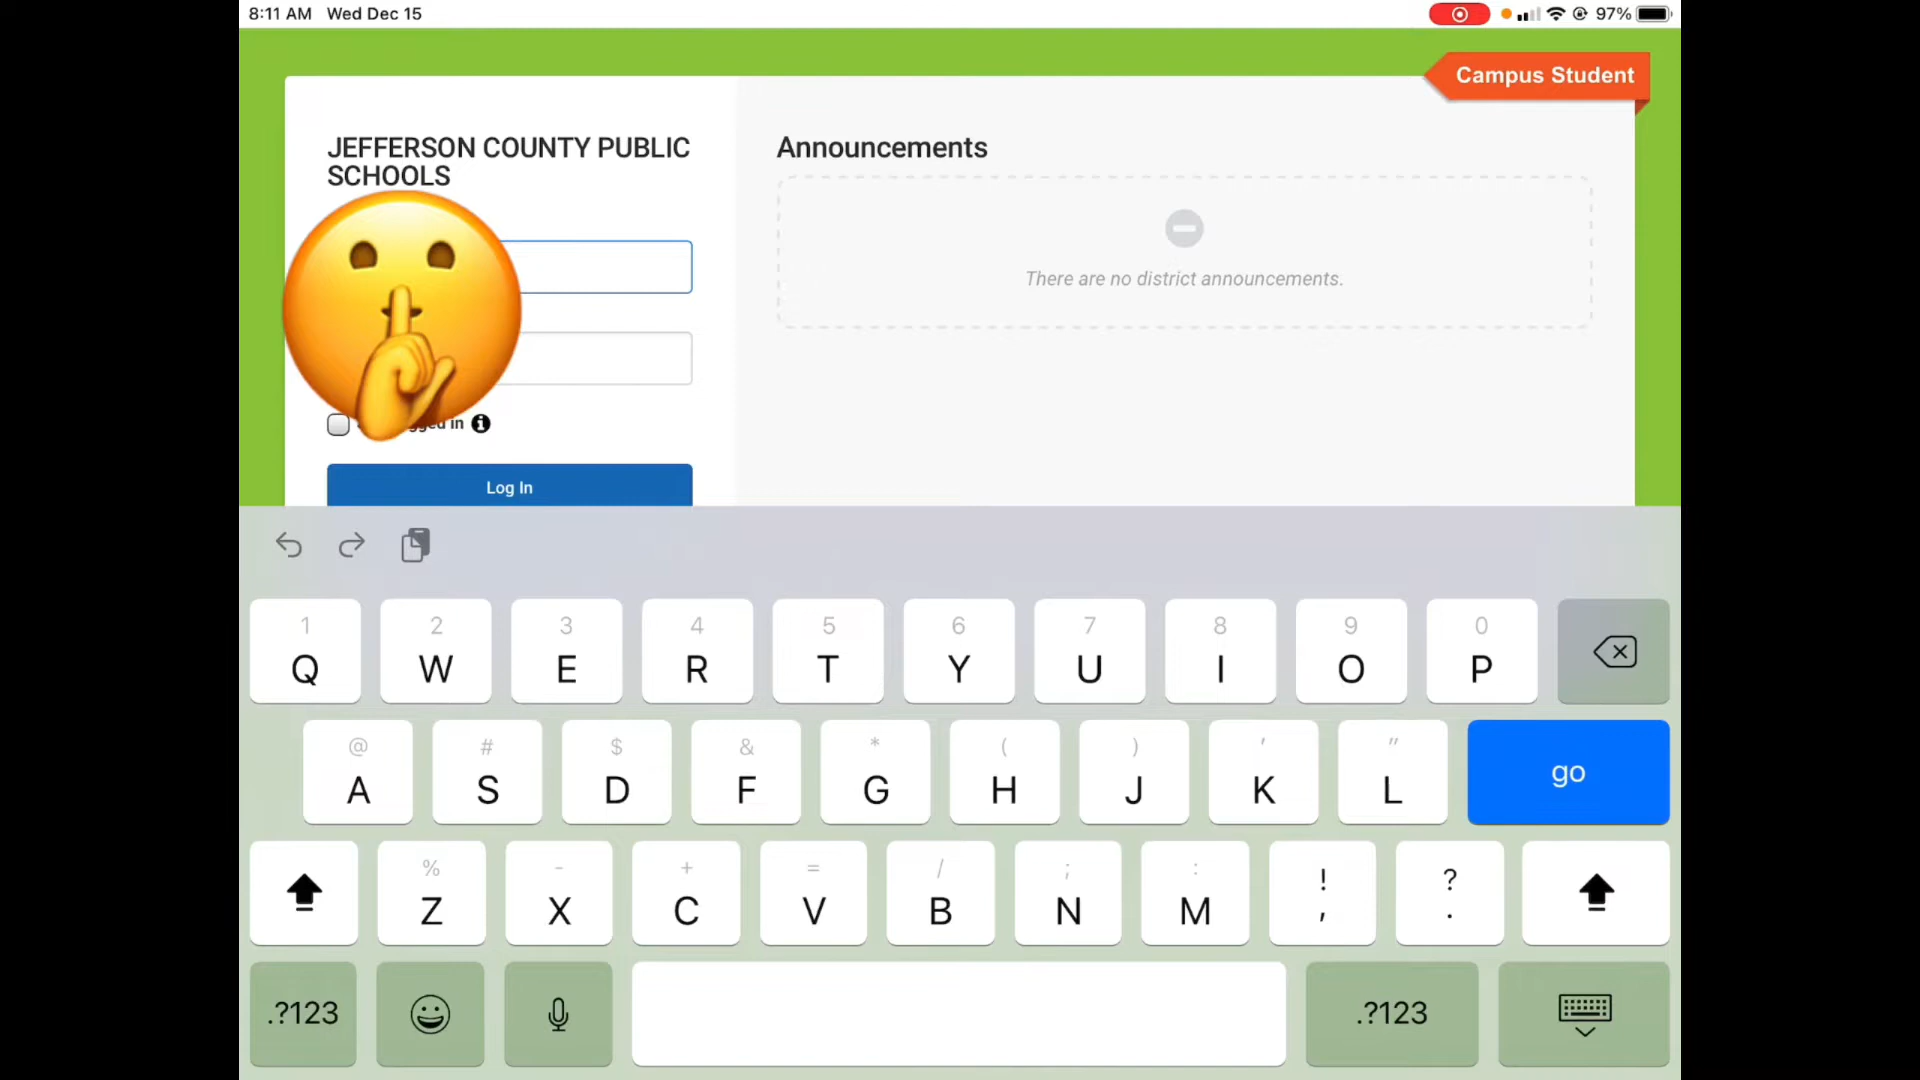 8:11 AM Wed Dec 15
97%
Campus Student
JEFFERSON COUNTY PUBLIC
SCHOOLS
in
Log In
Announcements
There are no district announcements.
1 2 3 4 5 6 7 8 9 0
Q W E R T Y U I O P
@ # $ & * ( ) ' "
A S D F G H J K L go
% - + = / ; : ! ?
Z X C V B N M , .
.?123 .?123